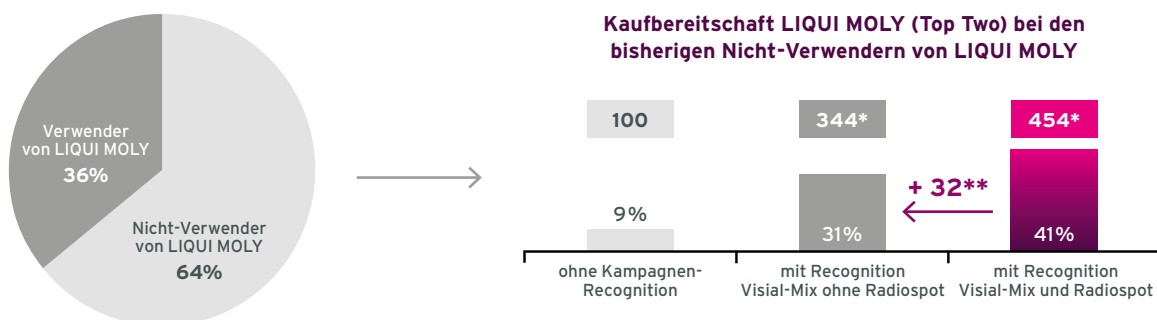 Verwender
von LIQUI MOLY
36%
Nicht-Verwender
von LIQUI MOLY
64%
Kaufbereitschaft LIQUI MOLY (Top Two) bei den
bisherigen Nicht-Verwendern von LIQUI MOLY
100
344*
454*
+ 32**
9%
31%
41%
ohne Kampagnen-
Recognition
mit Recognition
Visial-Mix ohne Radiospot
mit Recognition
Visial-Mix und Radiospot